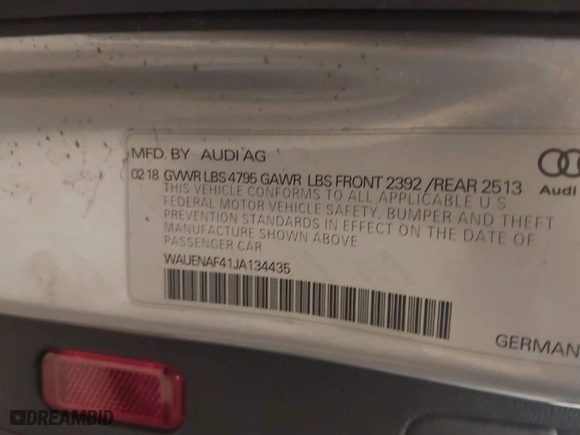 MFD. BY AUDI AG
02 18 GVWR LBS 4795 GAWR LBS FRONT 2392 /REAR 2513
THIS VEHICLE CONFORMS TO ALL APPLICABLE U S
FEDERAL MOTOR VEHICLE SAFETY, BUMPER AND THEFT
PREVENTION STANDARDS IN EFFECT ON THE DATE OF
MANUFACTURE SHOWN ABOVE
PASSENGER CAR
WAUENAF41JA134435
Audi
GERMAN
DREAMBID